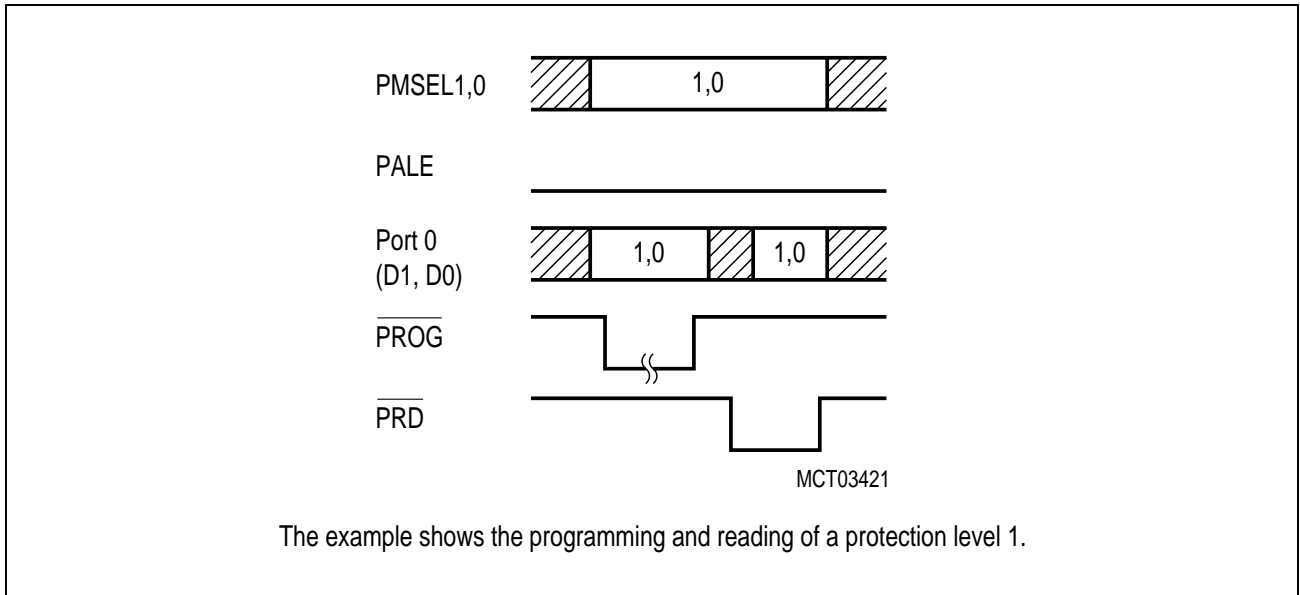 PMSEL1,0
1,0
PALE
Port 0
(D1, D0)
1,0
1,0
PROG
PRD
MCT03421
The example shows the programming and reading of a protection level 1.